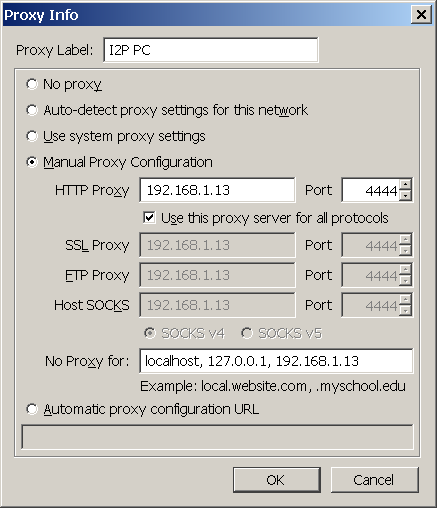 Proxy Info
Proxy Label: I2P PC
No proxy
Auto-detect proxy settings for this network
Use system proxy settings
Manual Proxy Configuration
HTTP Proxy 192.168.1.13 Port 4444
Use this proxy server for all protocols
SSL Proxy 192.168.1.13 Port 4444
FTP Proxy 192.168.1.13 Port 4444
Host SOCKS 192.168.1.13 Port 4444
SOCKS v4 SOCKS v5
No Proxy for: localhost, 127.0.0.1, 192.168.1.13
Example: local.website.com, .myschool.edu
Automatic proxy configuration URL
OK Cancel